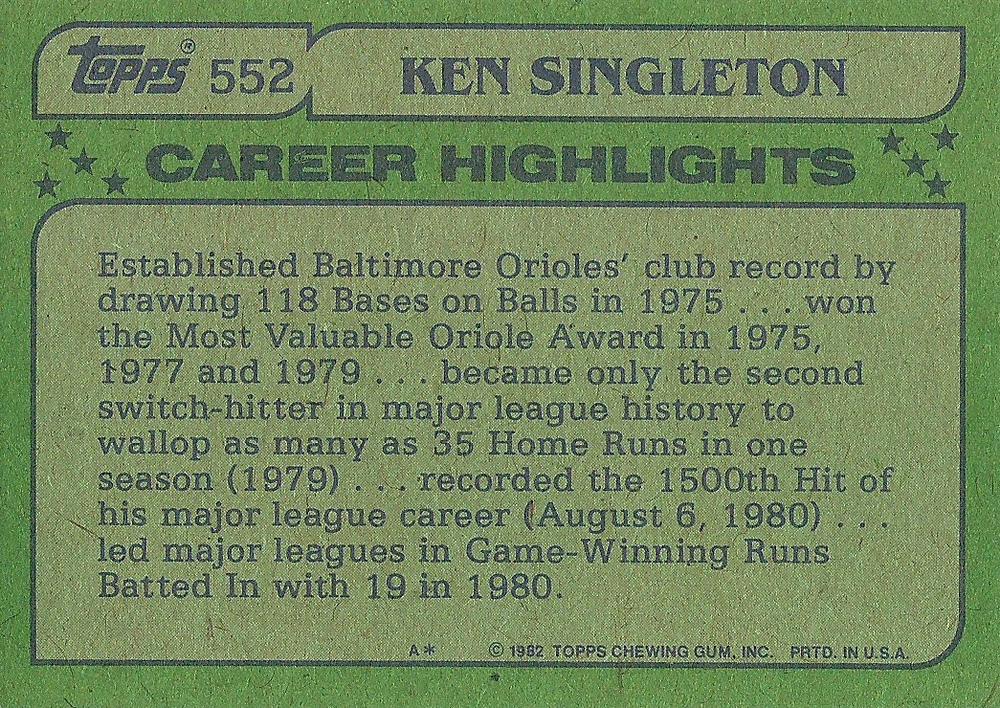 topps® 552 KEN SINGLETON
CAREER HIGHLIGHTS
Established Baltimore Orioles' club record by
drawing 118 Bases on Balls in 1975 . . . won
the Most Valuable Oriole Award in 1975,
1977 and 1979 . . . became only the second
switch-hitter in major league history to
wallop as many as 35 Home Runs in one
season (1979) . . . recorded the 1500th Hit of
his major league career (August 6, 1980) . . .
led major leagues in Game-Winning Runs
Batted In with 19 in 1980.
A* © 1982 TOPPS CHEWING GUM, INC. PRTD. IN U.S.A.